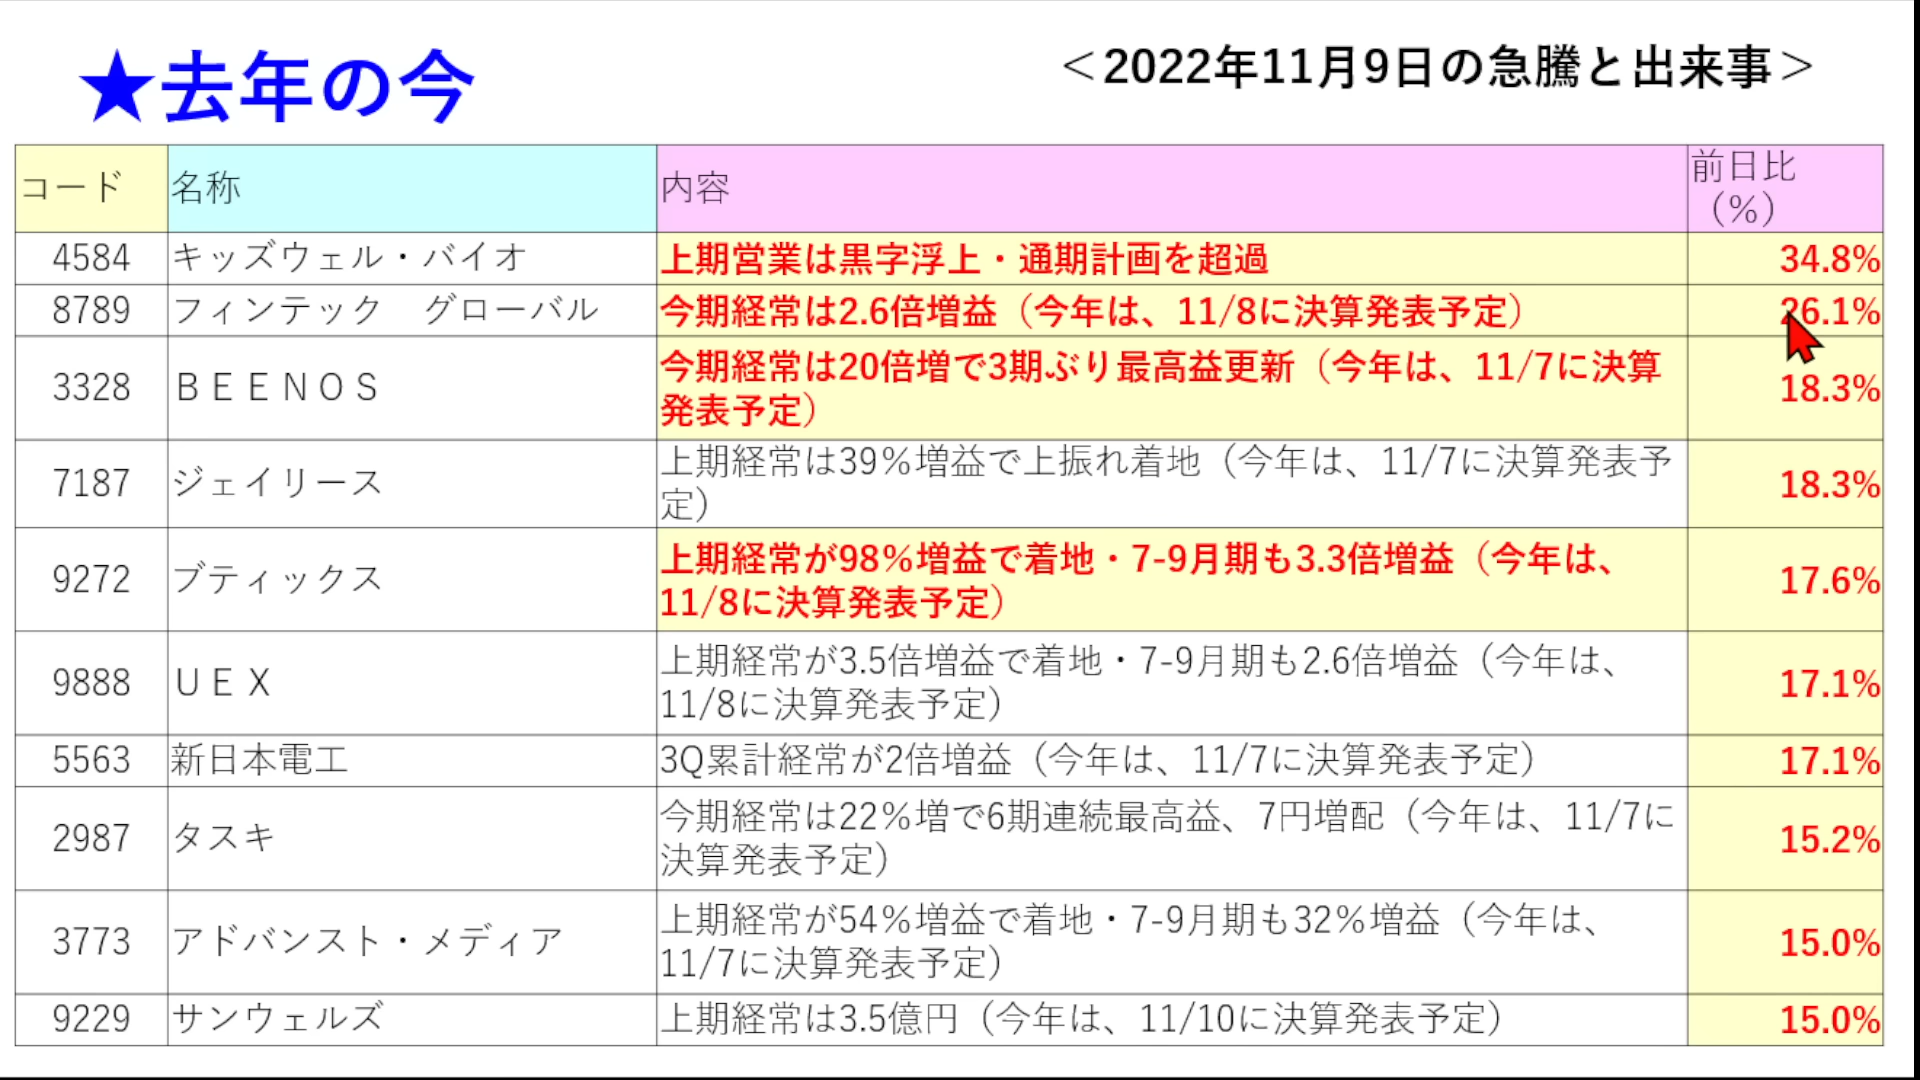 ★去年の今
＜2022年11月9日の急騰と出来事＞
コード 名称 内容 前日比
（%）
4584 キッズウェル・バイオ 上期営業は黒字浮上・通期計画を超過 34.8%
8789 フィンテック　グローバル 今期経常は2.6倍増益（今年は、11/8に決算発表予定） 26.1%
3328 ＢＥＥＮＯＳ 今期経常は20倍増で3期ぶり最高益更新（今年は、11/7に決算
発表予定） 18.3%
7187 ジェイリース 上期経常は39％増益で上振れ着地（今年は、11/7に決算発表予
定） 18.3%
9272 ブティックス 上期経常が98％増益で着地・7-9月期も3.3倍増益（今年は、
11/8に決算発表予定） 17.6%
9888 ＵＥＸ 上期経常が3.5倍増益で着地・7-9月期も2.6倍増益（今年は、
11/8に決算発表予定） 17.1%
5563 新日本電工 3Q累計経常が2倍増益（今年は、11/7に決算発表予定） 17.1%
2987 タスキ 今期経常は22％増で6期連続最高益、7円増配（今年は、11/7に
決算発表予定） 15.2%
3773 アドバンスト・メディア 上期経常が54％増益で着地・7-9月期も32％増益（今年は、
11/7に決算発表予定） 15.0%
9229 サンウェルズ 上期経常は3.5億円（今年は、11/10に決算発表予定） 15.0%